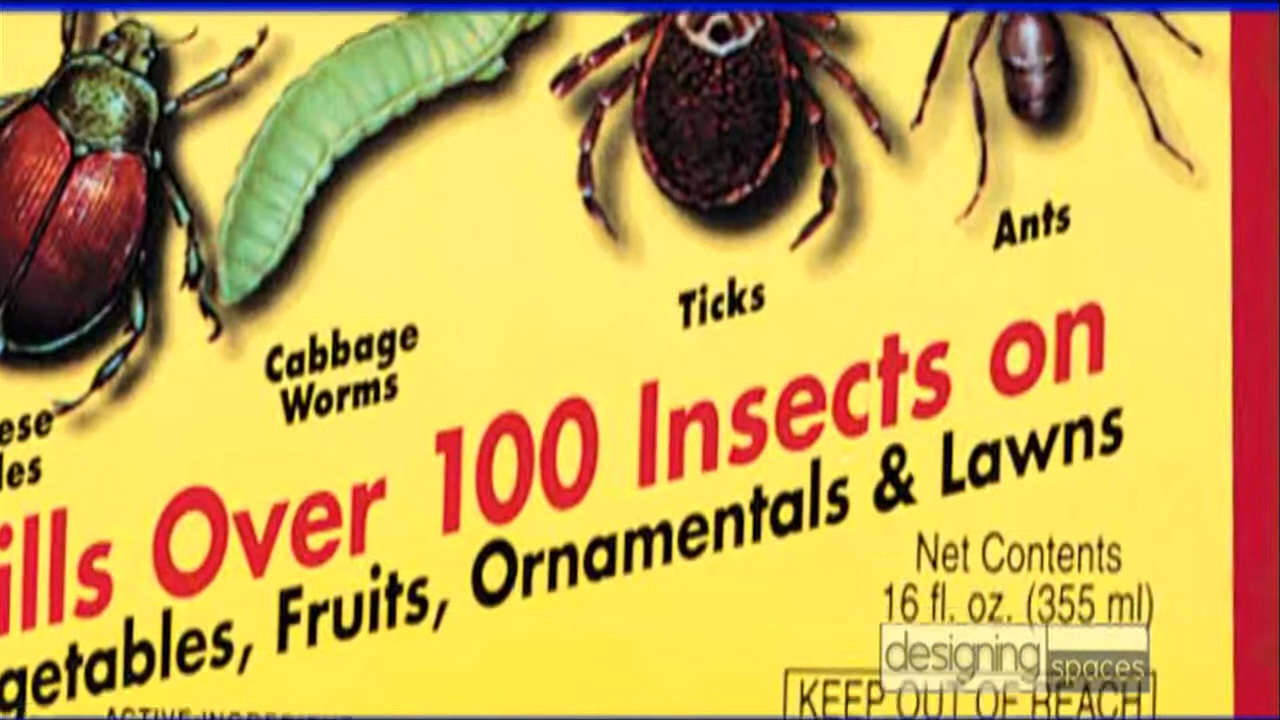 Ants
Ticks
Cabbage
Worms
ese
les
ills Over 100 Insects on
getables, Fruits, Ornamentals & Lawns
Net Contents
16 fl. oz. (355 ml)
designing spaces
KEEP OUT OF REACH